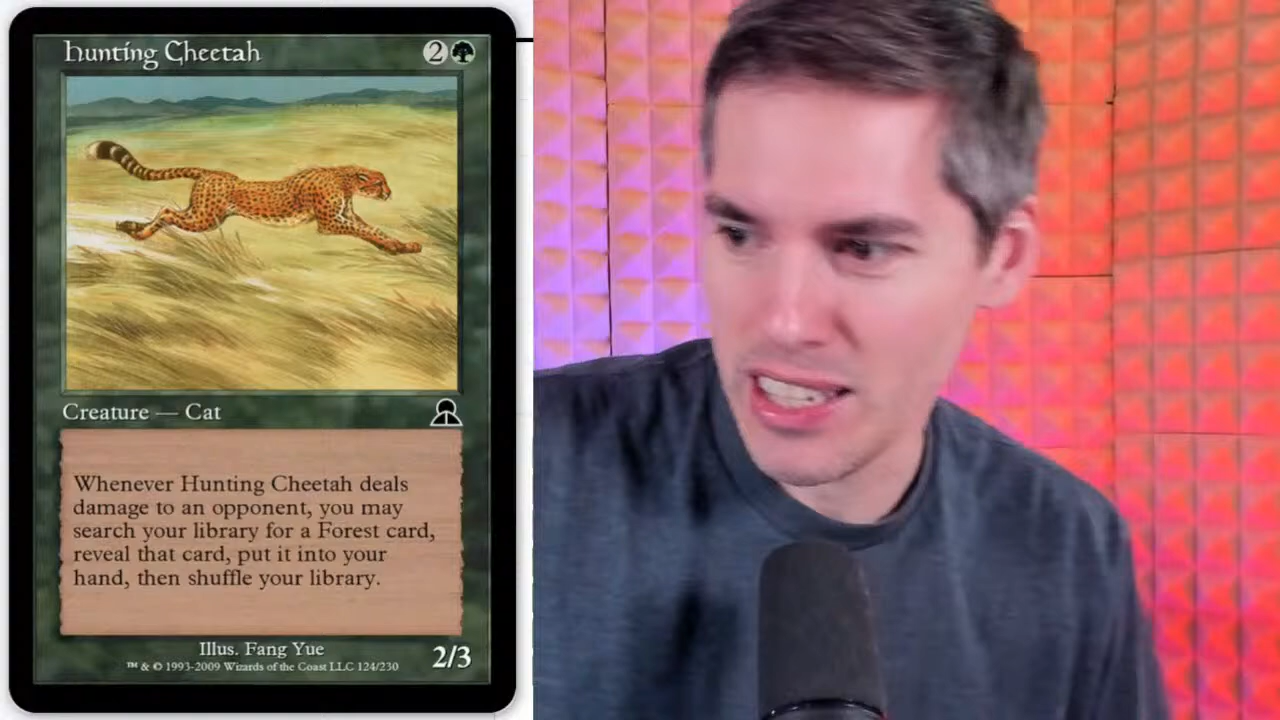 Hunting Cheetah 2
Creature — Cat
Whenever Hunting Cheetah deals
damage to an opponent, you may
search your library for a Forest card,
reveal that card, put it into your
hand, then shuffle your library.
Illus. Fang Yue
™ & © 1993-2009 Wizards of the Coast LLC 124/230
2/3